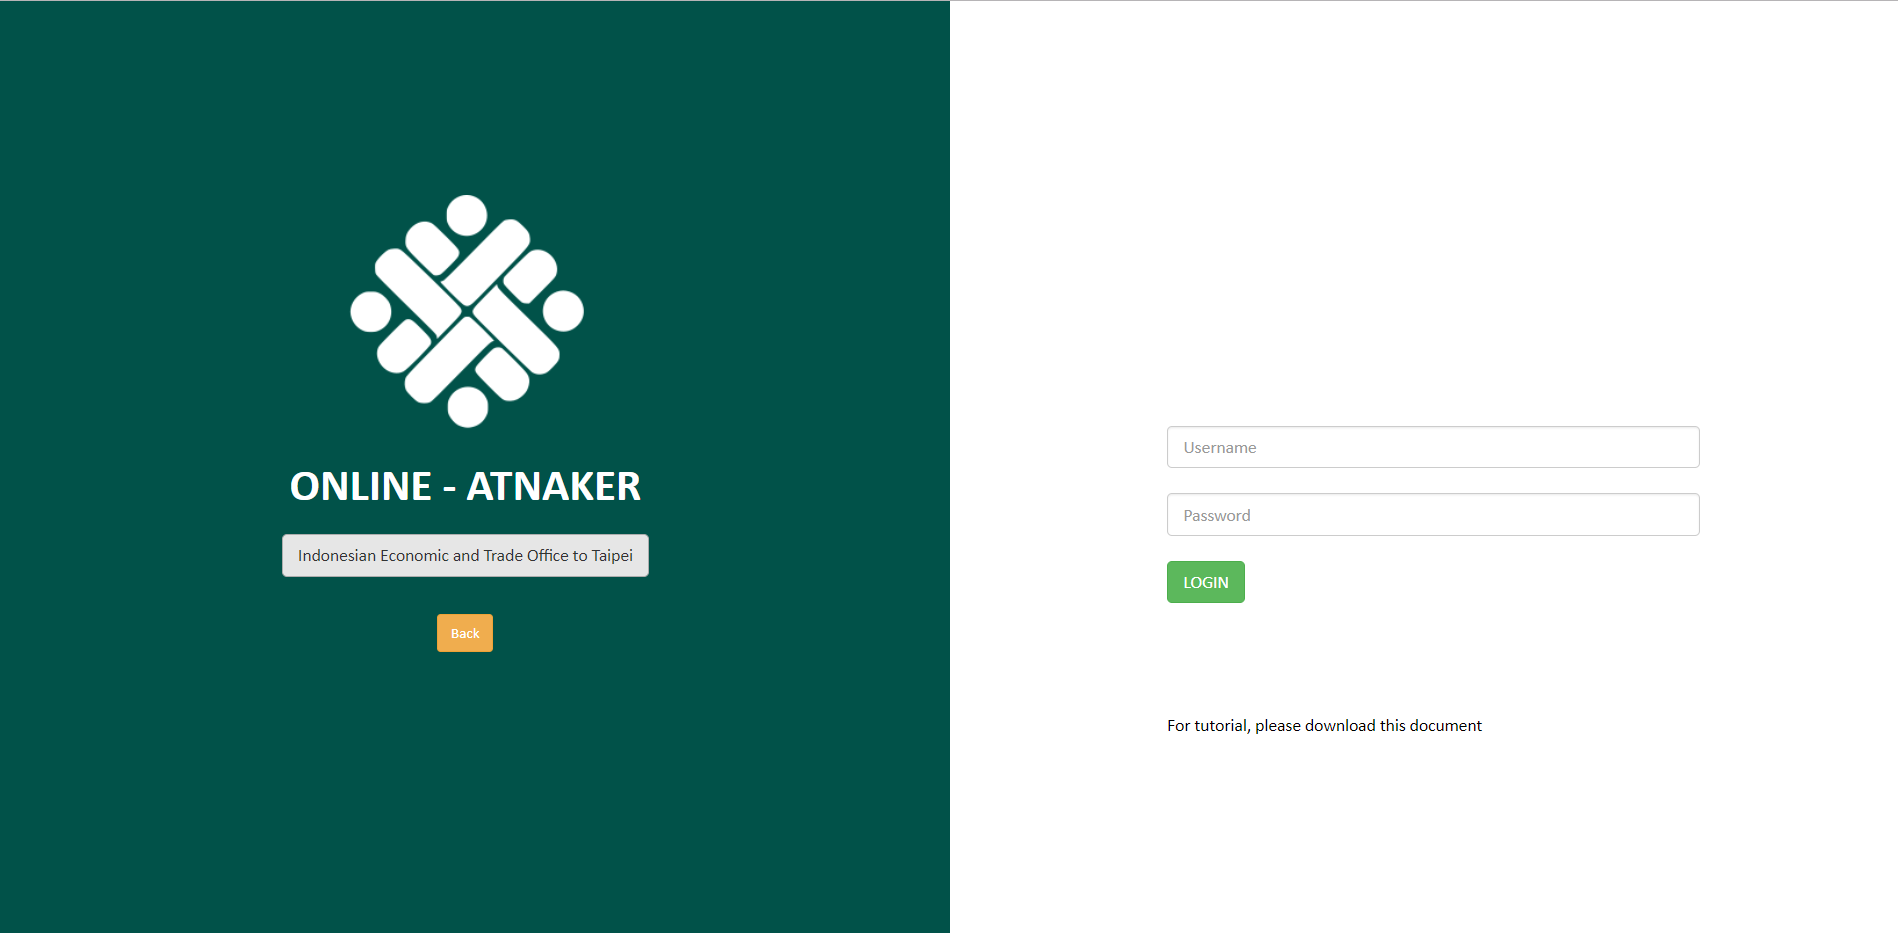 ONLINE - ATNAKER
Indonesian Economic and Trade Office to Taipei
Back
Username
Password
LOGIN
For tutorial, please download this document